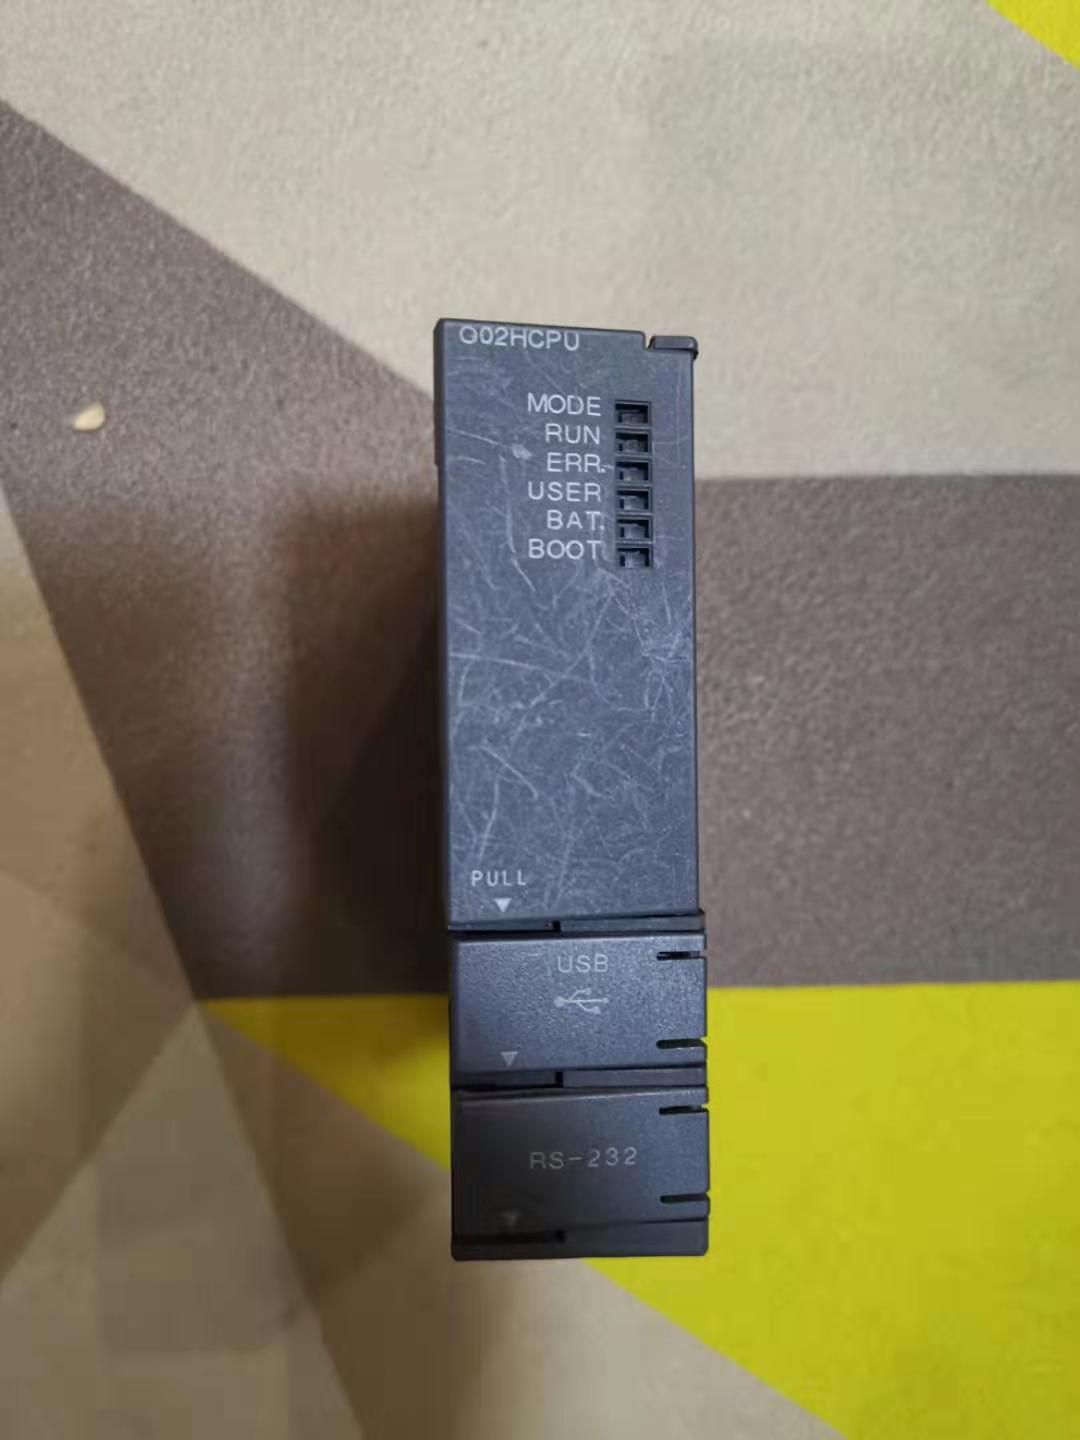 Q02HCPU
MODE
RUN
ERR.
USER
BAT.
BOOT
PULL
USB
RS-232